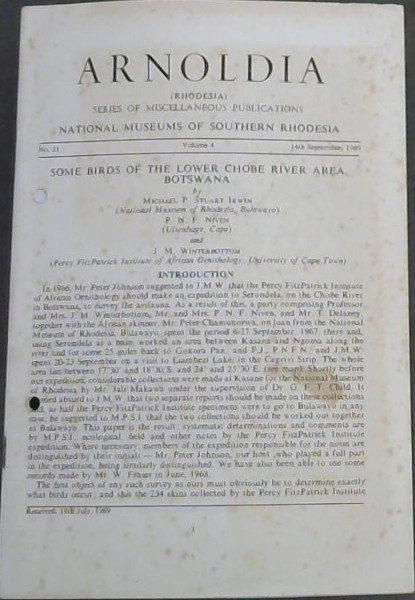 ARNOLDIA
(RHODESIA)
SERIES OF MISCELLANEOUS PUBLICATIONS
NATIONAL MUSEUMS OF SOUTHERN RHODESIA
No. 21 Volume 4 14th September, 1969
SOME BIRDS OF THE LOWER CHOBE RIVER AREA,
BOTSWANA
by
MICHAEL P. STUART IRWIN
(National Museum of Rhodesia, Bulawayo)
P. N. F. NIVEN
(Uitenhage, Cape)
and
J. M. WINTERBOTTOM
(Percy FitzPatrick Institute of African Ornithology, University of Cape Town)
INTRODUCTION
In 1966, Mr. Peter Johnson suggested to J.M.W. that the Percy FitzPatrick Institute
of African Ornithology should make an expedition to Serondela, on the Chobe River
in Botswana, to survey the avifauna. As a result of this, a party comprising Professor
and Mrs. J. M. Winterbottom, Mr. and Mrs. P. N. F. Niven, and Mr. T. Delaney,
together with the African skinner, Mr. Peter Chamunorwa, on loan from the National
Museum of Rhodesia, Bulawayo, spent the period 6-27 September, 1967, there and,
using Serondela as a base, worked an area between Kasane and Ngoma along the
river and for some 25 miles back to Gokora Pan; and P.J., P.N.F.N., and J.M.W.
spent 20-23 September on a visit to Liambezi Lake, in the Caprivi Strip. The whole
area lies between 17°30' and 18°30'S. and 24° and 25°30'E. (see map). Shortly before
our expedition, considerable collections were made at Kasane for the National Museum
of Rhodesia, by Mr. Jali Makawa under the supervision of Dr. G. F. T. Child. It
seemed absurd to J.M.W. that two separate reports should be made on these collections
and, as half the Percy FitzPatrick Institute specimens were to go to Bulawayo in any
case, he suggested to M.P.S.I. that the two collections should be worked out together
at Bulawayo. This paper is the result: systematic determinations and comments are
by M.P.S.I. ecological, field and other notes by the Percy FitzPatrick Institute
expedition. Where necessary, members of the expedition responsible for the notes are
distinguished by their initials — Mr. Peter Johnson, our host, who played a full part
in the expedition, being similarly distinguished. We have also been able to use some
records made by Mr. W. Fraser in June, 1968.
The first object of any such survey as ours must obviously be to determine exactly
what birds occur; and this the 234 skins collected by the Percy FitzPatrick Institute
Received, 11th July, 1969
1